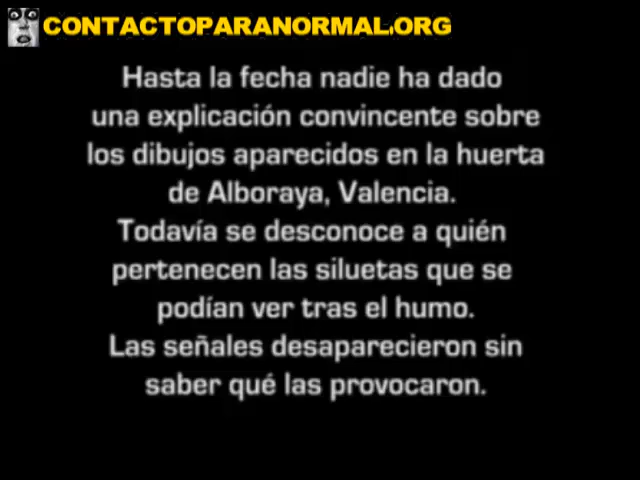 CONTACTOPARANORMAL.ORG
Hasta la fecha nadie ha dado
una explicación convincente sobre
los dibujos aparecidos en la huerta
de Alboraya, Valencia.
Todavía se desconoce a quién
pertenecen las siluetas que se
podían ver tras el humo.
Las señales desaparecieron sin
saber qué las provocaron.